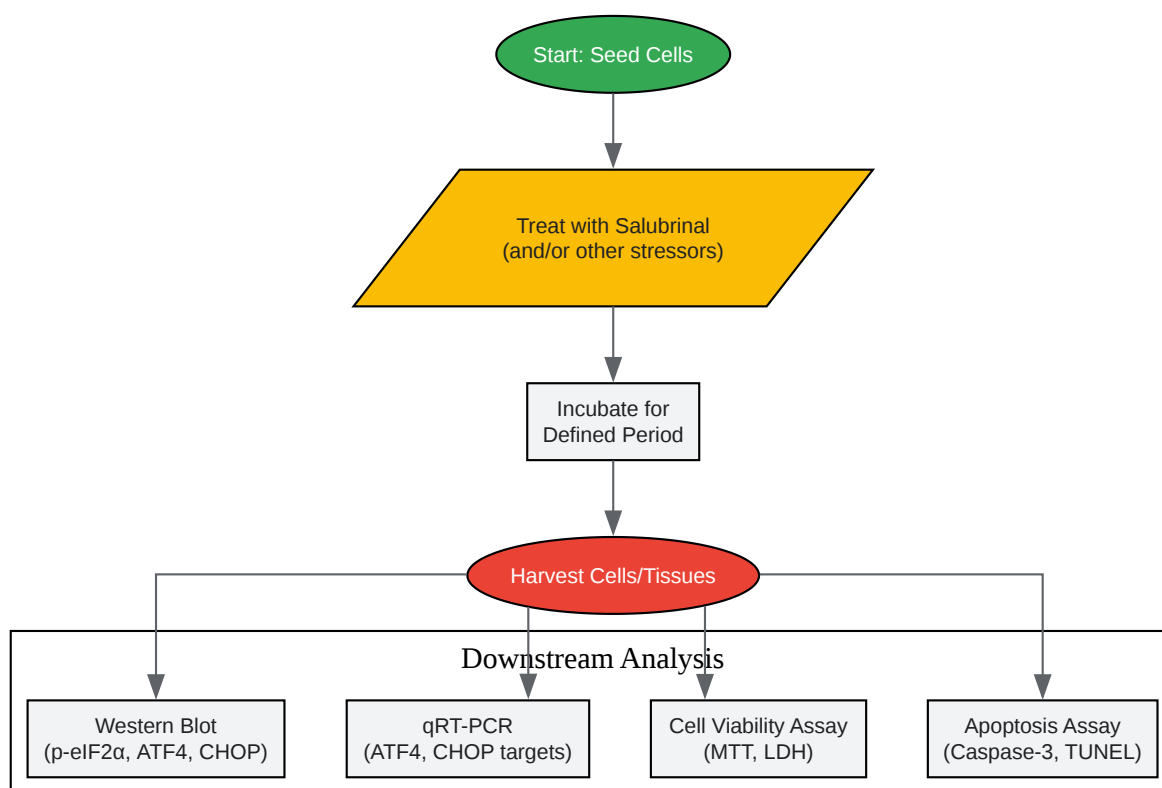 Start: Seed Cells
Treat with Salubrinal
(and/or other stressors)
Incubate for
Defined Period
Harvest Cells/Tissues
Downstream Analysis
Western Blot
(p-eIF2α, ATF4, CHOP)
qRT-PCR
(ATF4, CHOP targets)
Cell Viability Assay
(MTT, LDH)
Apoptosis Assay
(Caspase-3, TUNEL)